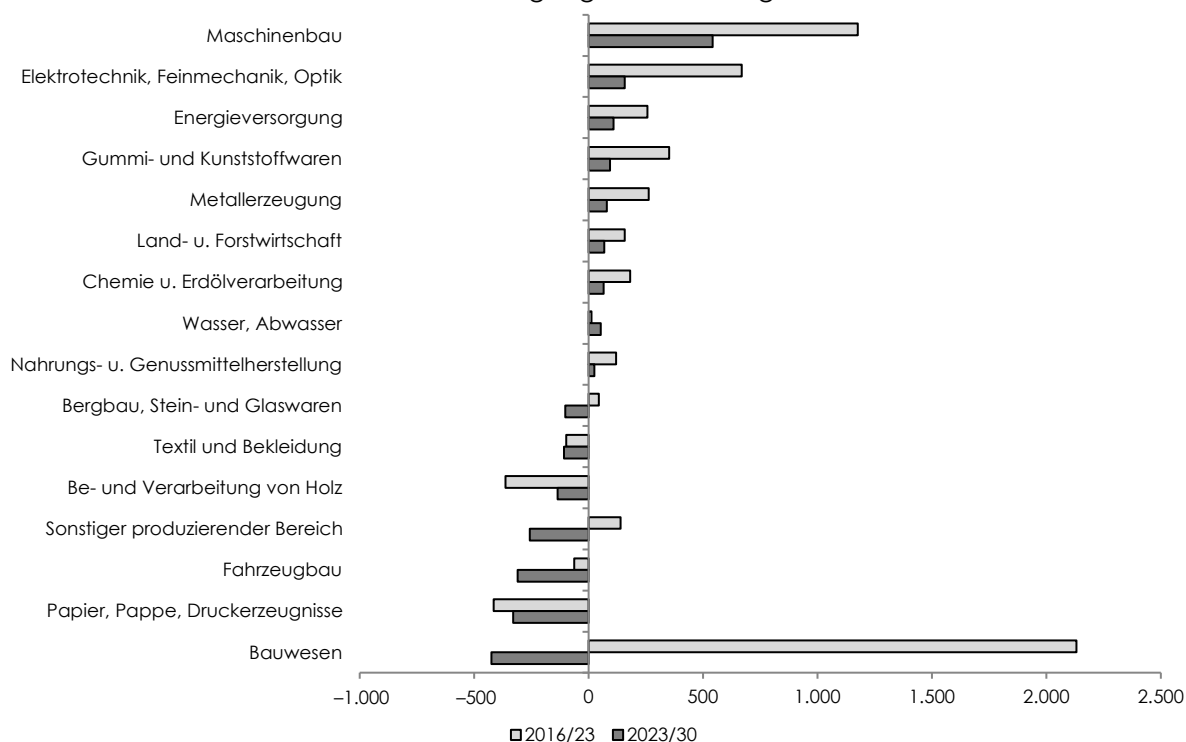 Maschinenbau
Elektrotechnik, Feinmechanik, Optik
Energieversorgung
Gummi- und Kunststoffwaren
Metallerzeugung
Land- u. Forstwirtschaft
Chemie u. Erdölverarbeitung
Wasser, Abwasser
Nahrungs- u. Genussmittelherstellung
Bergbau, Stein- und Glaswaren
Textil und Bekleidung
Be- und Verarbeitung von Holz
Sonstiger produzierender Bereich
Fahrzeugbau
Papier, Pappe, Druckerzeugnisse
Bauwesen
−1.000 −500 0 500 1.000 1.500 2.000 2.500
2016/23 2023/30